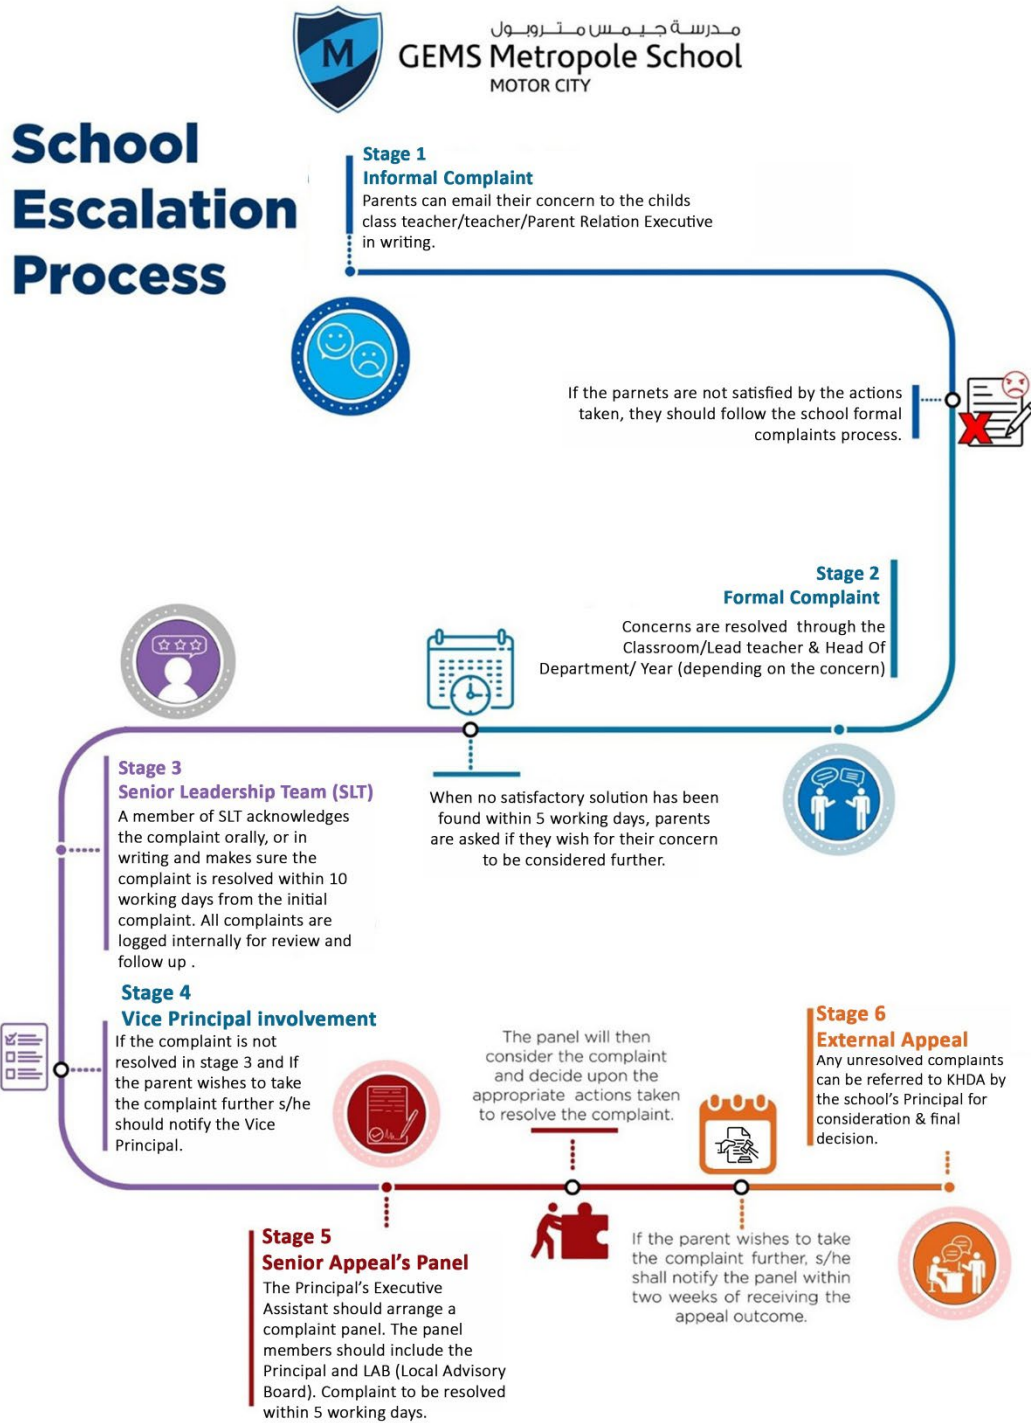 مدرسة جيمس متروبول
GEMS Metropole School
MOTOR CITY
M
School
Escalation
Process
Stage 1
Informal Complaint
Parents can email their concern to the childs
class teacher/teacher/Parent Relation Executive
in writing.
If the parnets are not satisfied by the actions
taken, they should follow the school formal
complaints process.
Stage 2
Formal Complaint
Concerns are resolved through the
Classroom/Lead teacher & Head Of
Department/ Year (depending on the concern)
When no satisfactory solution has been
found within 5 working days, parents
are asked if they wish for their concern
to be considered further.
Stage 3
Senior Leadership Team (SLT)
A member of SLT acknowledges
the complaint orally, or in
writing and makes sure the
complaint is resolved within 10
working days from the initial
complaint. All complaints are
logged internally for review and
follow up .
Stage 4
Vice Principal involvement
If the complaint is not
resolved in stage 3 and If
the parent wishes to take
the complaint further s/he
should notify the Vice
Principal.
Stage 5
Senior Appeal's Panel
The Principal's Executive
Assistant should arrange a
complaint panel. The panel
members should include the
Principal and LAB (Local Advisory
Board). Complaint to be resolved
within 5 working days.
The panel will then
consider the complaint
and decide upon the
appropriate actions taken
to resolve the complaint.
If the parent wishes to take
the complaint further, s/he
shall notify the panel within
two weeks of receiving the
appeal outcome.
Stage 6
External Appeal
Any unresolved complaints
can be referred to KHDA by
the school's Principal for
consideration & final
decision.